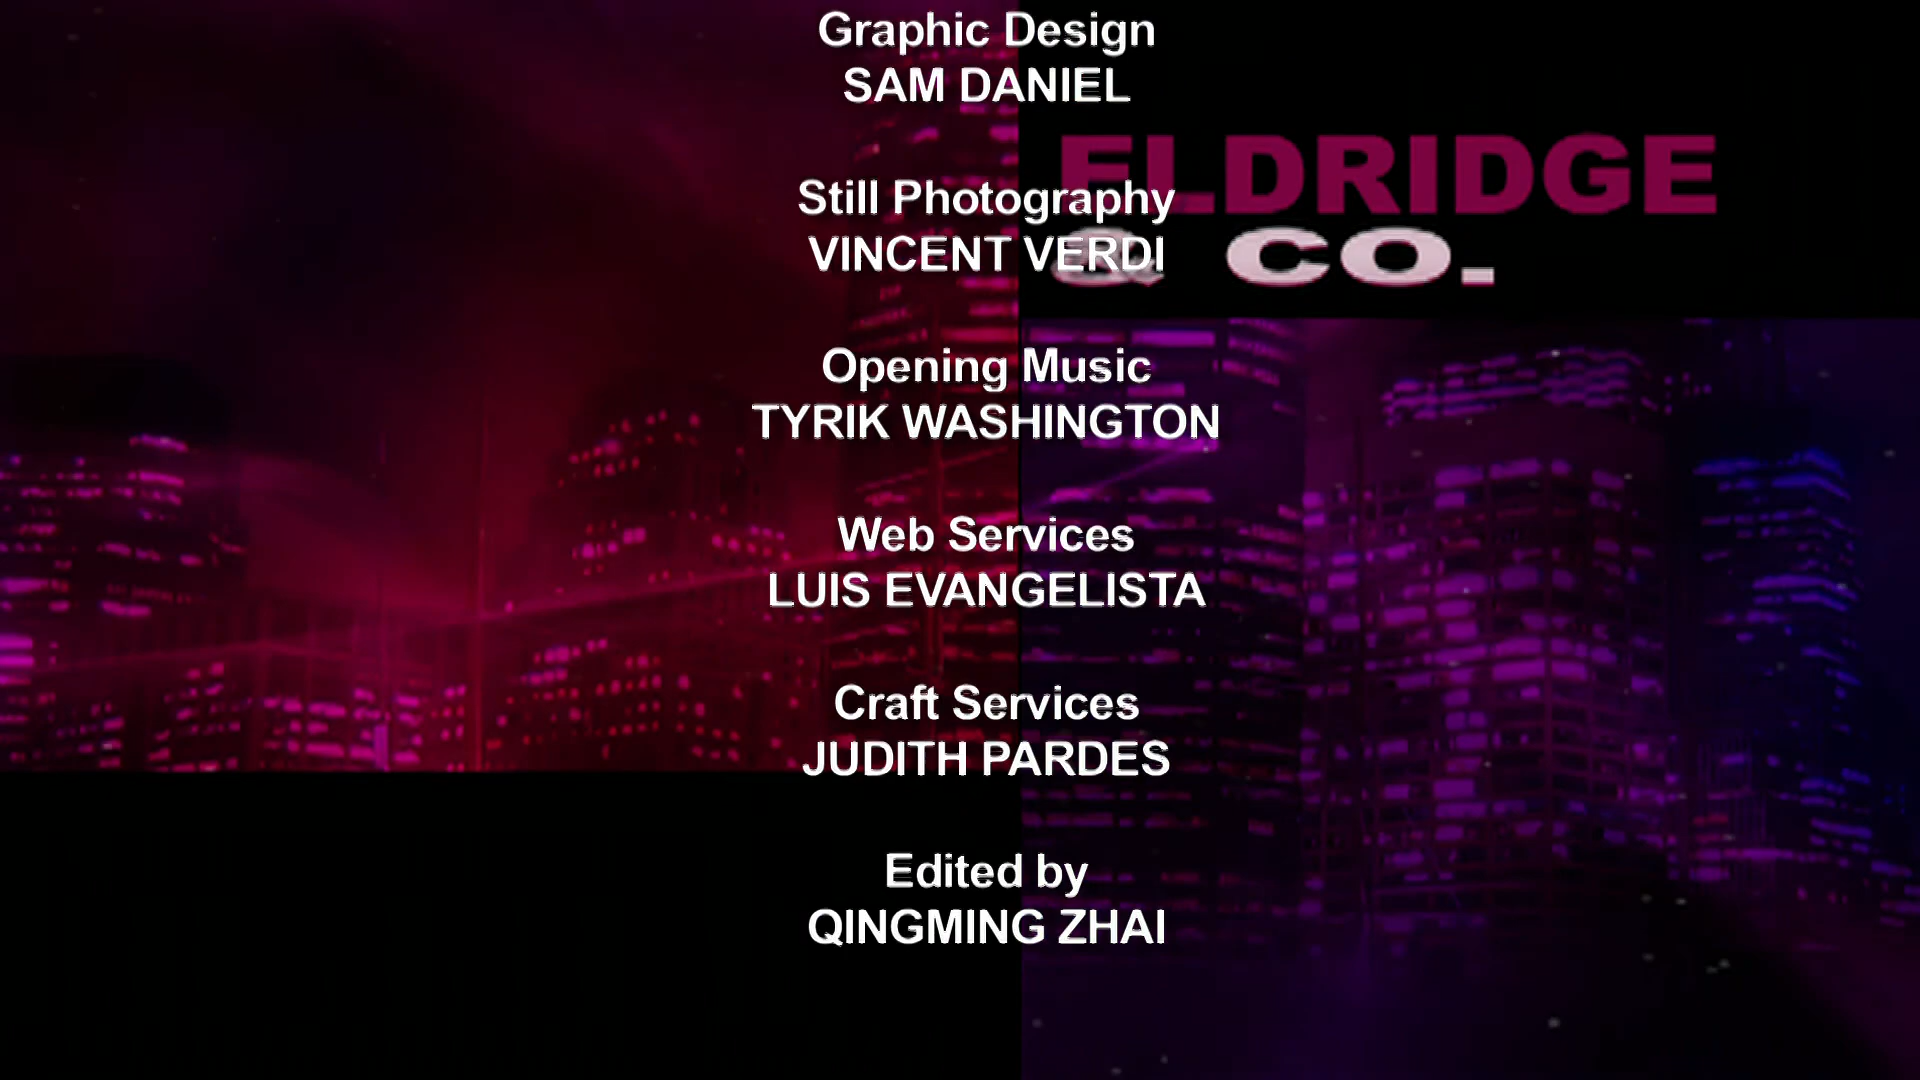 Graphic Design
SAM DANIEL
ELDRIDGE
Still Photography
VINCENT VERDI
& CO.
Opening Music
TYRIK WASHINGTON
Web Services
LUIS EVANGELISTA
Craft Services
JUDITH PARDES
Edited by
QINGMING ZHAI